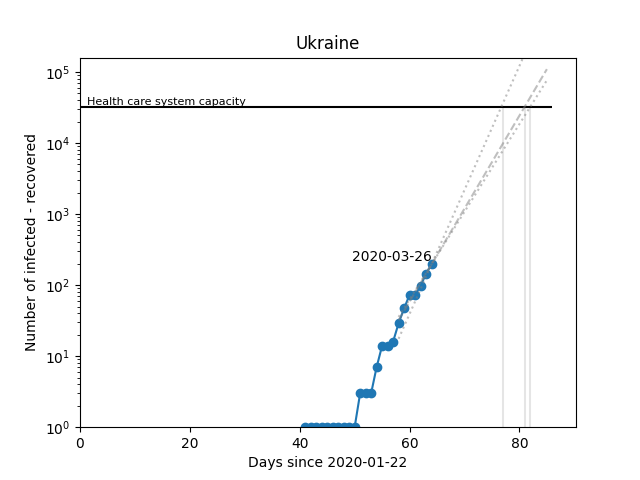 Ukraine
Number of infected - recovered
10^5
10^4
10^3
10^2
10^1
10^0
Health care system capacity
2020-03-26
0 20 40 60 80
Days since 2020-01-22